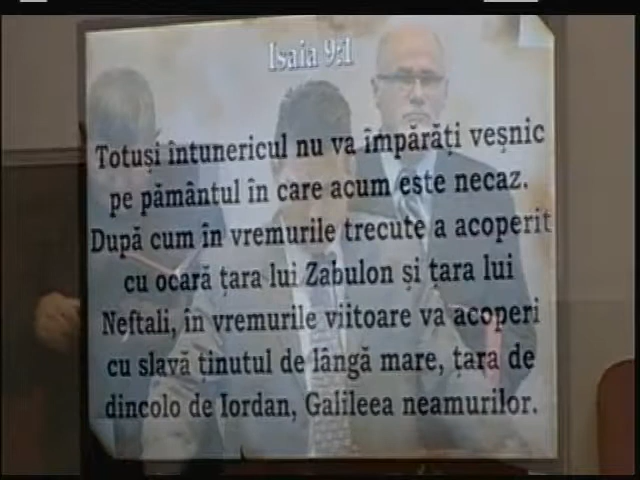 Isaia 9:1
Totuși întunericul nu va împărăți veșnic
pe pământul în care acum este necaz.
După cum în vremurile trecute a acoperit
cu ocară țara lui Zabulon și țara lui
Neftali, în vremurile viitoare va acoperi
cu slavă ținutul de lângă mare, țara de
dincolo de Iordan, Galileea neamurilor.